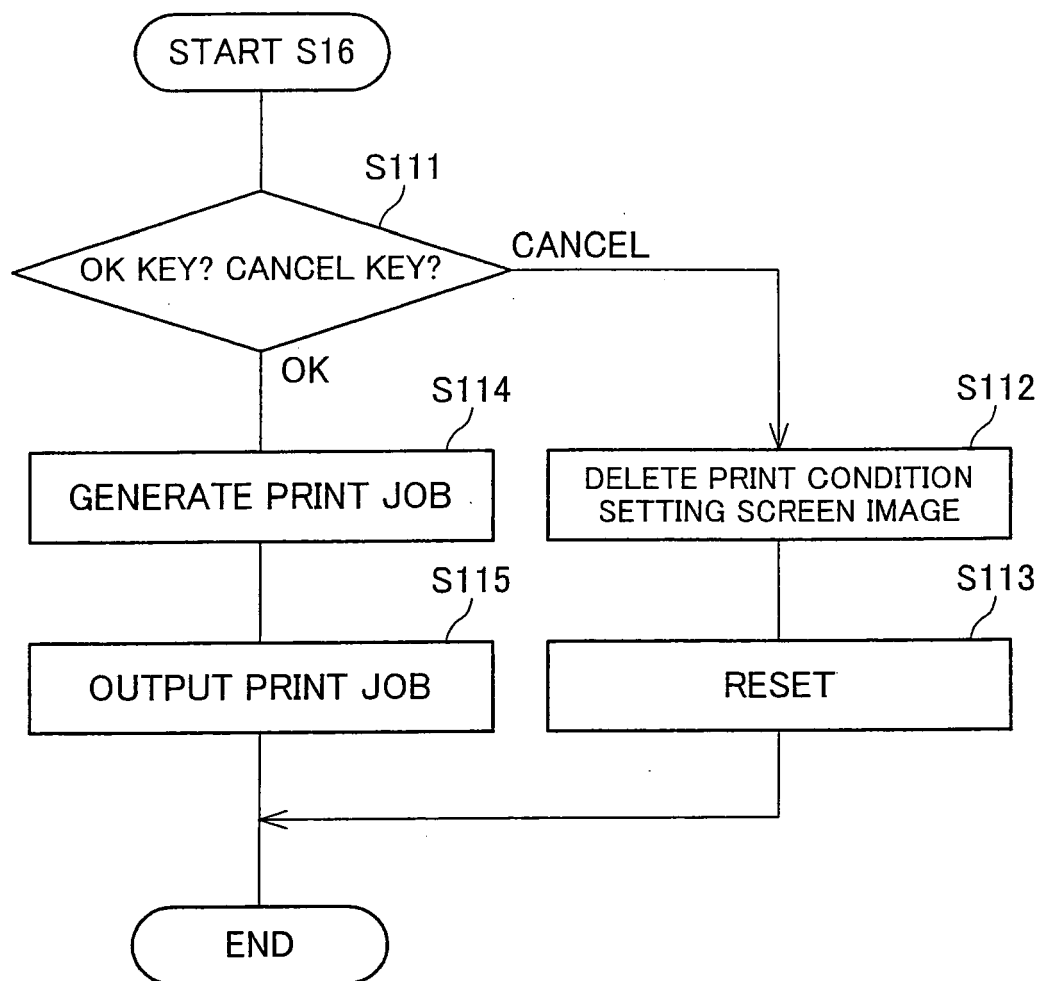 START S16
S111
OK KEY? CANCEL KEY?
CANCEL
OK
S114
GENERATE PRINT JOB
S112
DELETE PRINT CONDITION
SETTING SCREEN IMAGE
S115
OUTPUT PRINT JOB
S113
RESET
END